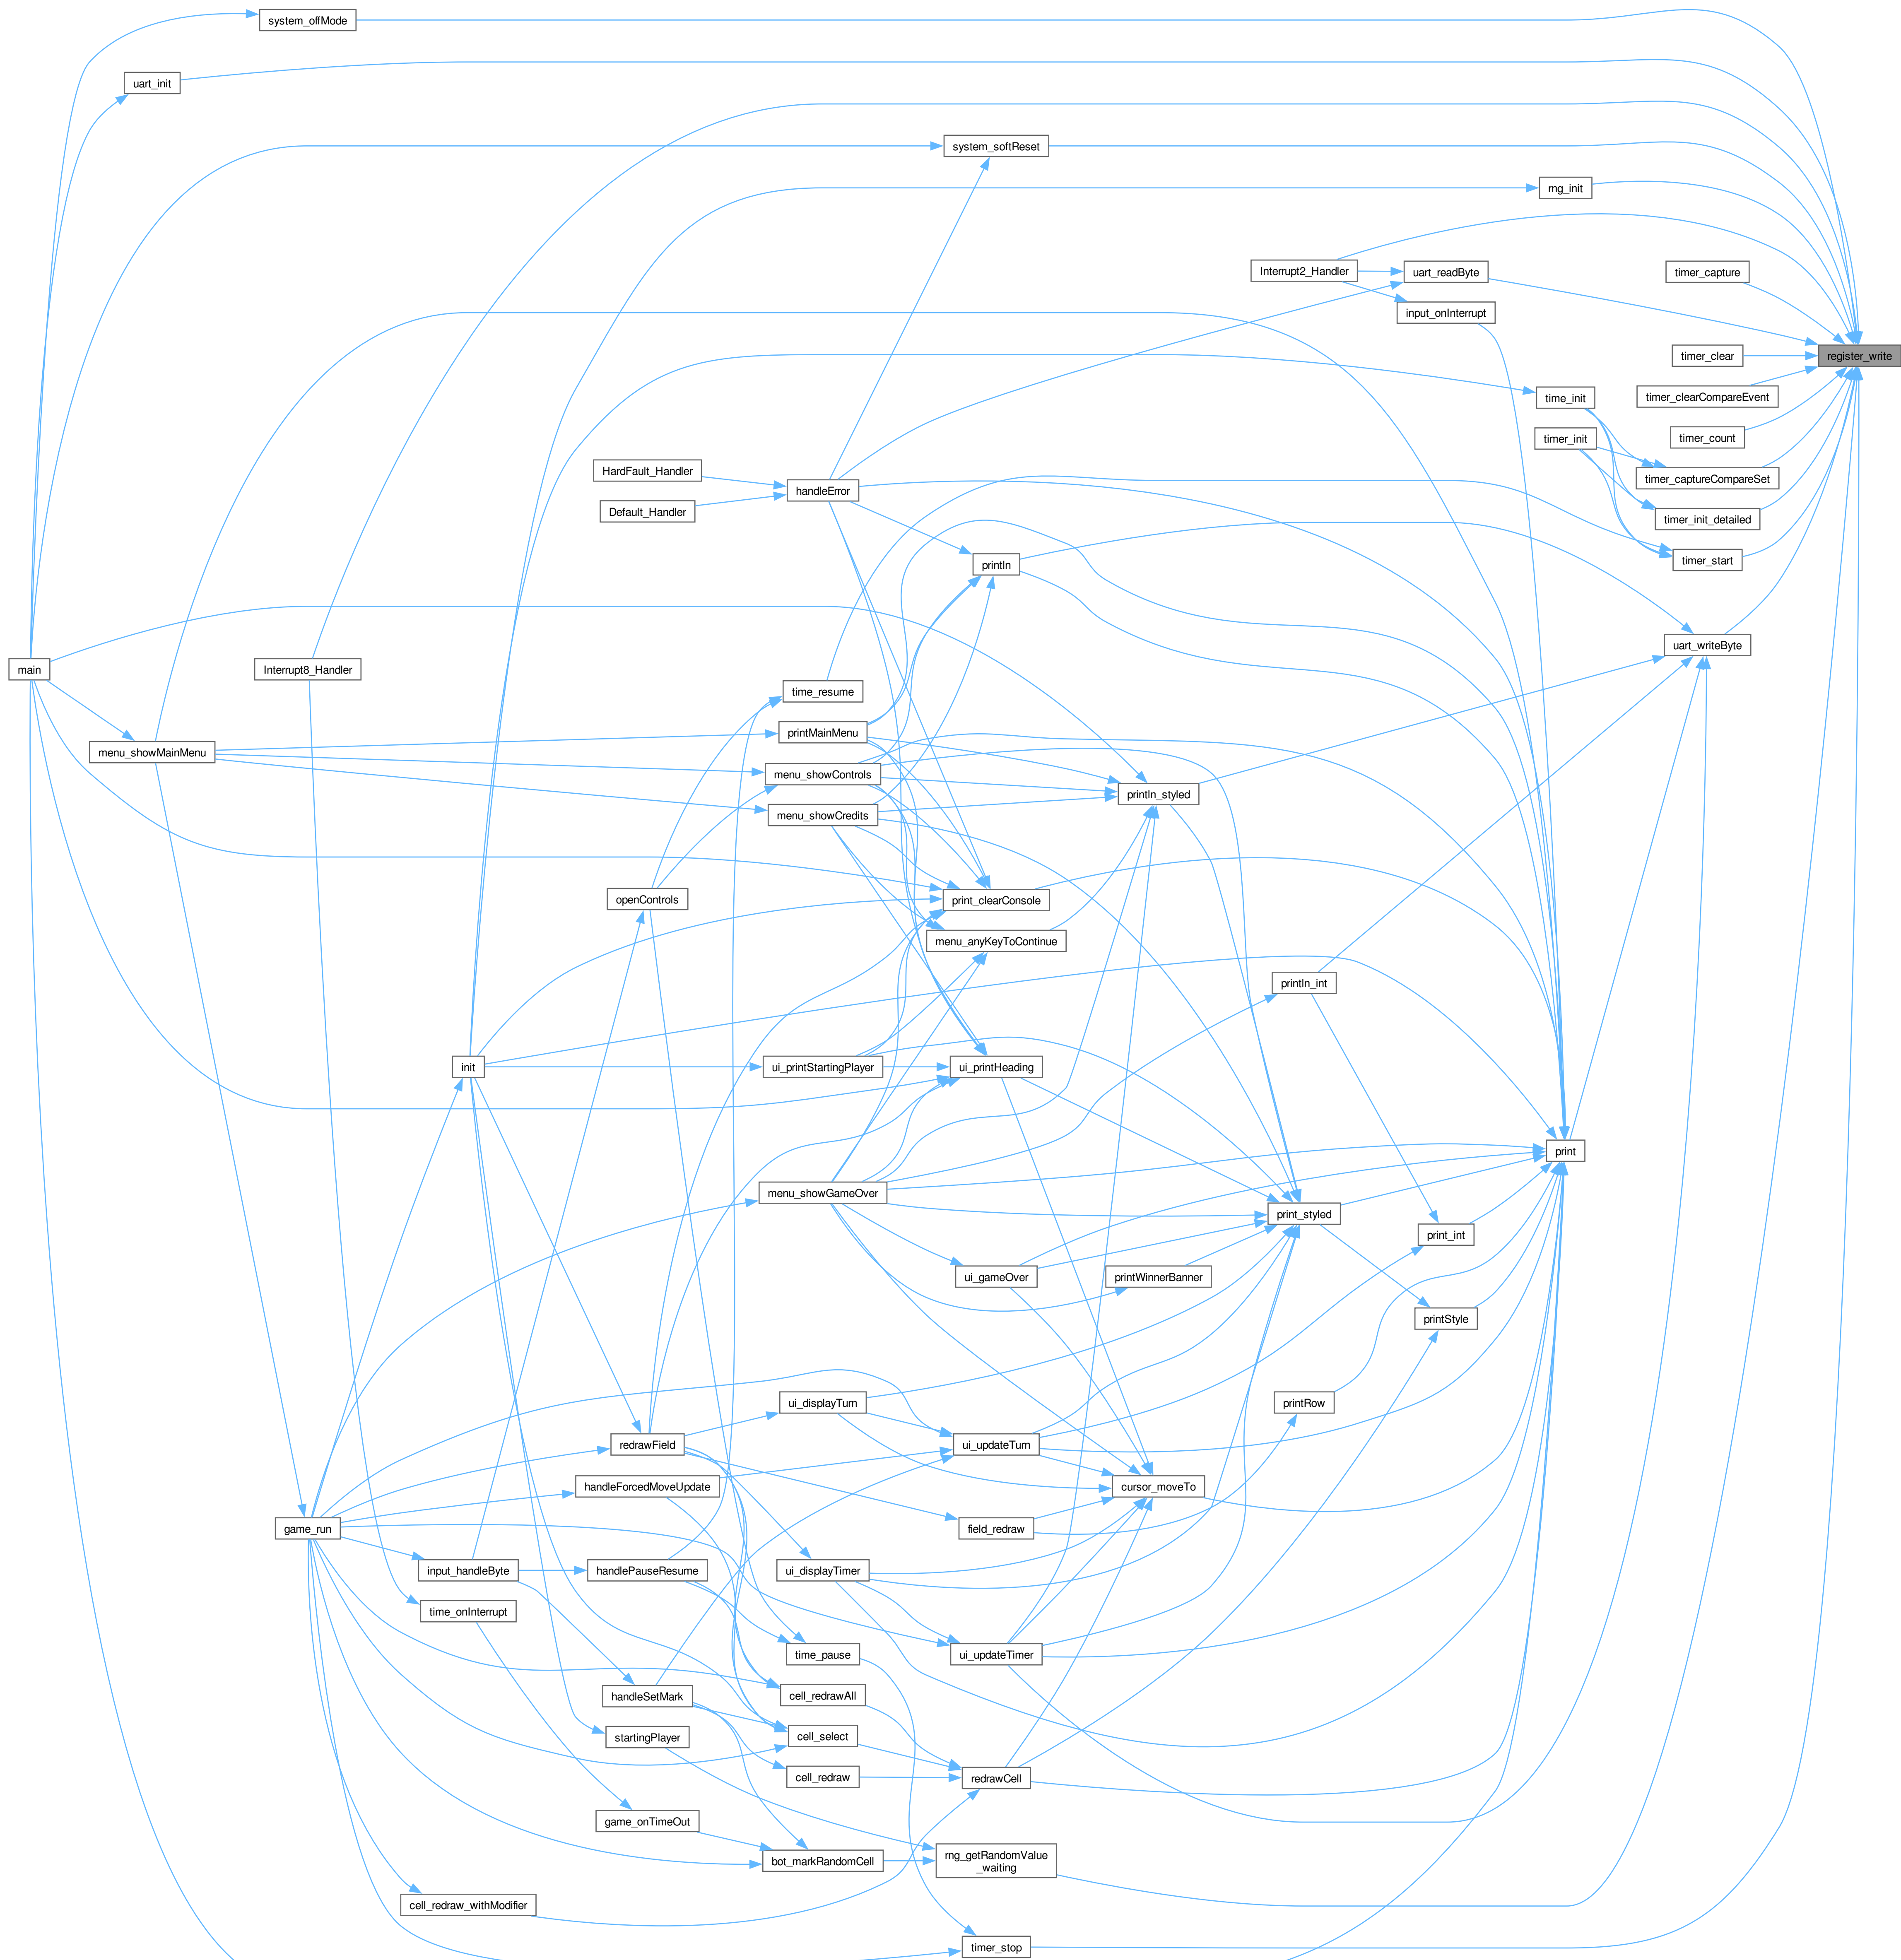 system_offMode
uart_init
system_softReset
rng_init
Interrupt2_Handler
uart_readByte
timer_capture
input_onInterrupt
register_write
timer_clear
timer_clearCompareEvent
time_init
timer_count
timer_init
HardFault_Handler
timer_captureCompareSet
handleError
Default_Handler
timer_init_detailed
println
timer_start
uart_writeByte
main
Interrupt8_Handler
time_resume
printMainMenu
menu_showMainMenu
menu_showControls
println_styled
menu_showCredits
openControls
print_clearConsole
menu_anyKeyToContinue
println_int
init
ui_printStartingPlayer
ui_printHeading
print
menu_showGameOver
print_styled
print_int
ui_gameOver
printWinnerBanner
printStyle
ui_displayTurn
printRow
redrawField
ui_updateTurn
handleForcedMoveUpdate
cursor_moveTo
game_run
field_redraw
input_handleByte
handlePauseResume
ui_displayTimer
time_onInterrupt
time_pause
ui_updateTimer
handleSetMark
cell_redrawAll
startingPlayer
cell_select
cell_redraw
redrawCell
game_onTimeOut
bot_markRandomCell
rng_getRandomValue
_waiting
cell_redraw_withModifier
timer_stop